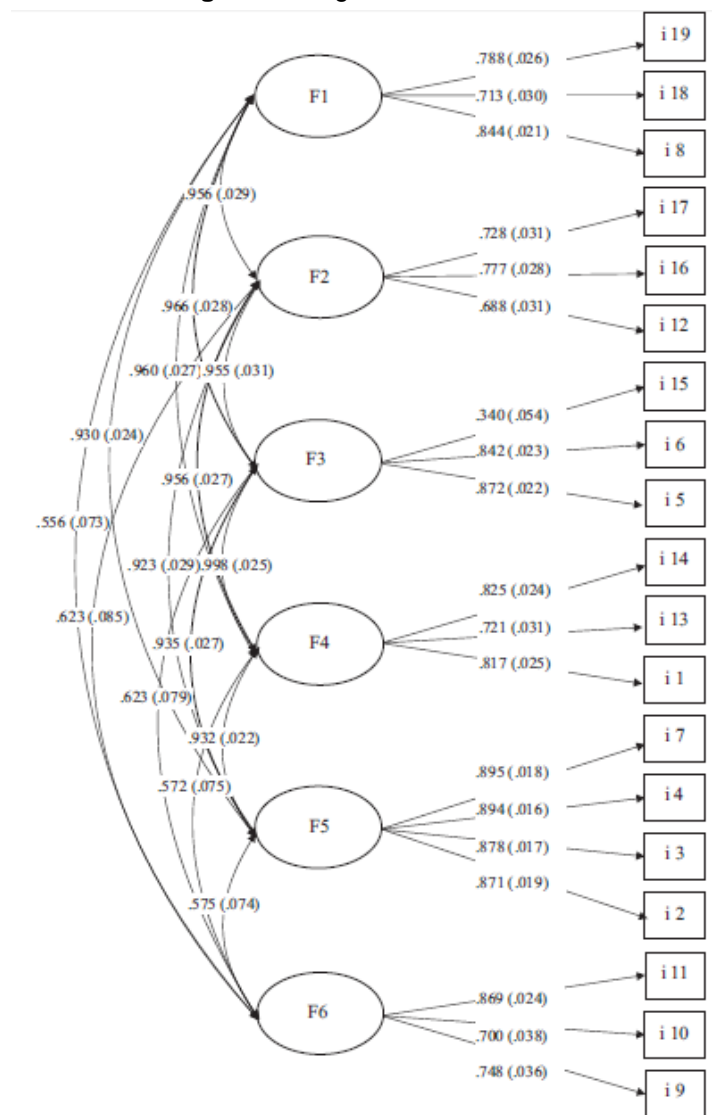 i 19
.788 (.026)
F1
.713 (.030)
i 18
.844 (.021)
i 8
.956 (.029)
i 17
.728 (.031)
F2
.777 (.028)
i 16
.688 (.031)
i 12
.966 (.028)
.960 (.027)
.955 (.031)
i 15
.340 (.054)
.930 (.024)
F3
.842 (.023)
i 6
.872 (.022)
i 5
.956 (.027)
.556 (.073)
.923 (.029)
.998 (.025)
i 14
.825 (.024)
.623 (.085)
.935 (.027)
F4
.721 (.031)
i 13
.817 (.025)
i 1
.623 (.079)
.932 (.022)
i 7
.572 (.075)
.895 (.018)
F5
.894 (.016)
i 4
.878 (.017)
i 3
.871 (.019)
i 2
.575 (.074)
i 11
.869 (.024)
F6
.700 (.038)
i 10
.748 (.036)
i 9